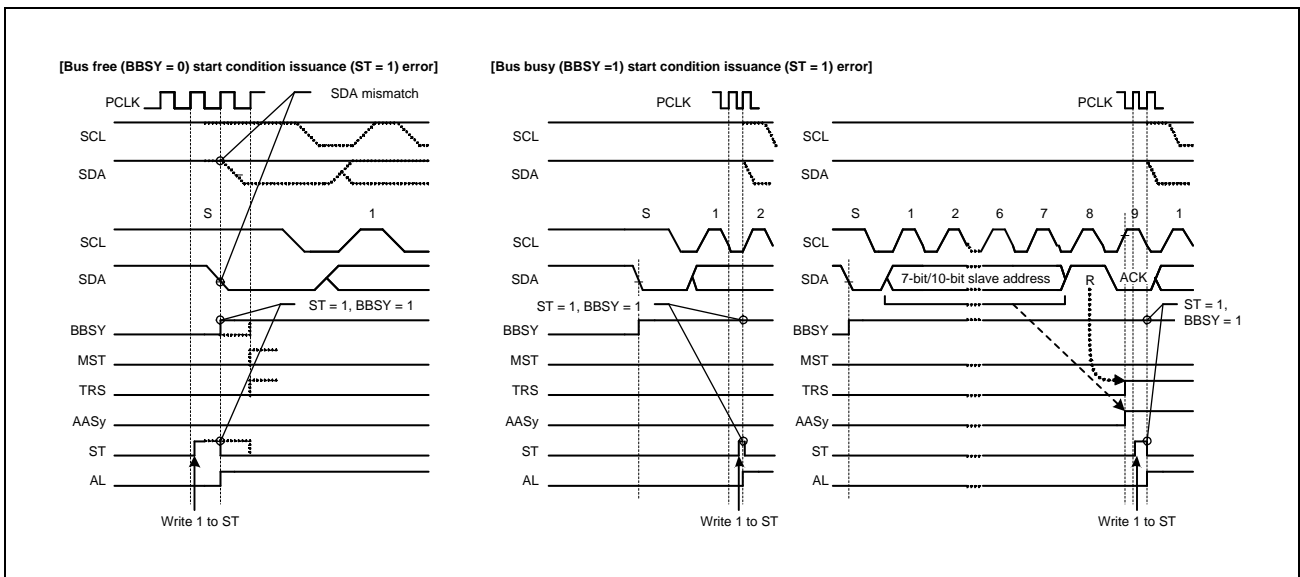 [Bus free (BBSY = 0) start condition issuance (ST = 1) error]
[Bus busy (BBSY =1) start condition issuance (ST = 1) error]
PCLK
SDA mismatch
SCL
SDA
S
1
SCL
SDA
ST = 1, BBSY = 1
BBSY
MST
TRS
AASy
ST
AL
Write 1 to ST
PCLK
SCL
SDA
S
1
2
SCL
SDA
ST = 1, BBSY = 1
BBSY
MST
TRS
AASy
ST
AL
Write 1 to ST
PCLK
SCL
SDA
S
1
2
6
7
8
9
1
SCL
SDA
7-bit/10-bit slave address
R
ACK
ST = 1,
BBSY = 1
BBSY
MST
TRS
AASy
ST
AL
Write 1 to ST